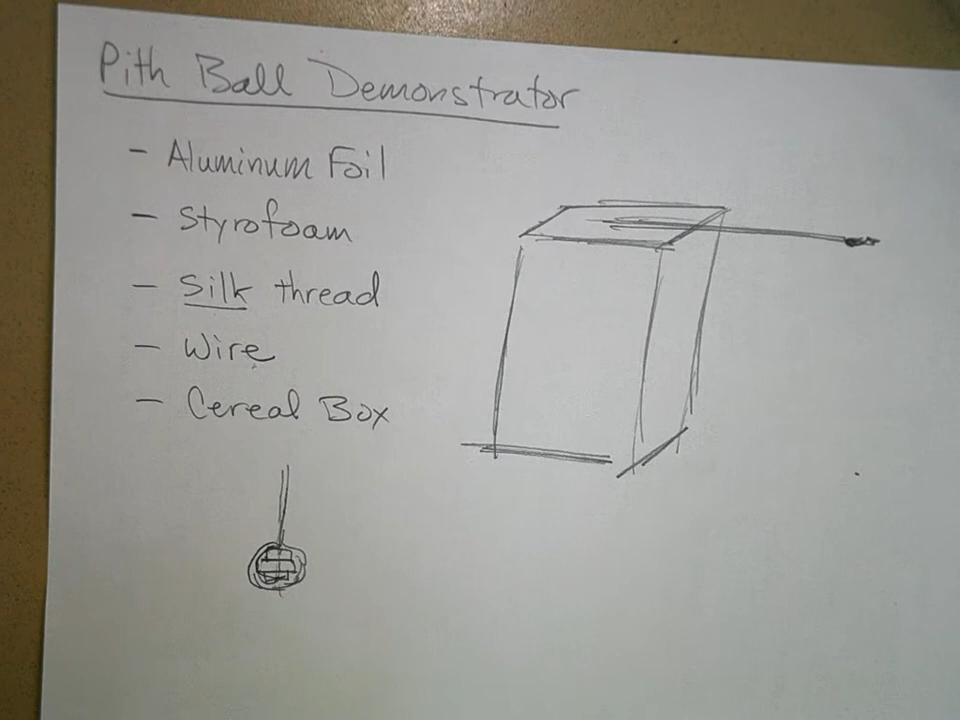 Pith Ball Demonstrator
- Aluminum Foil
- Styrofoam
- Silk thread
- Wire
- Cereal Box